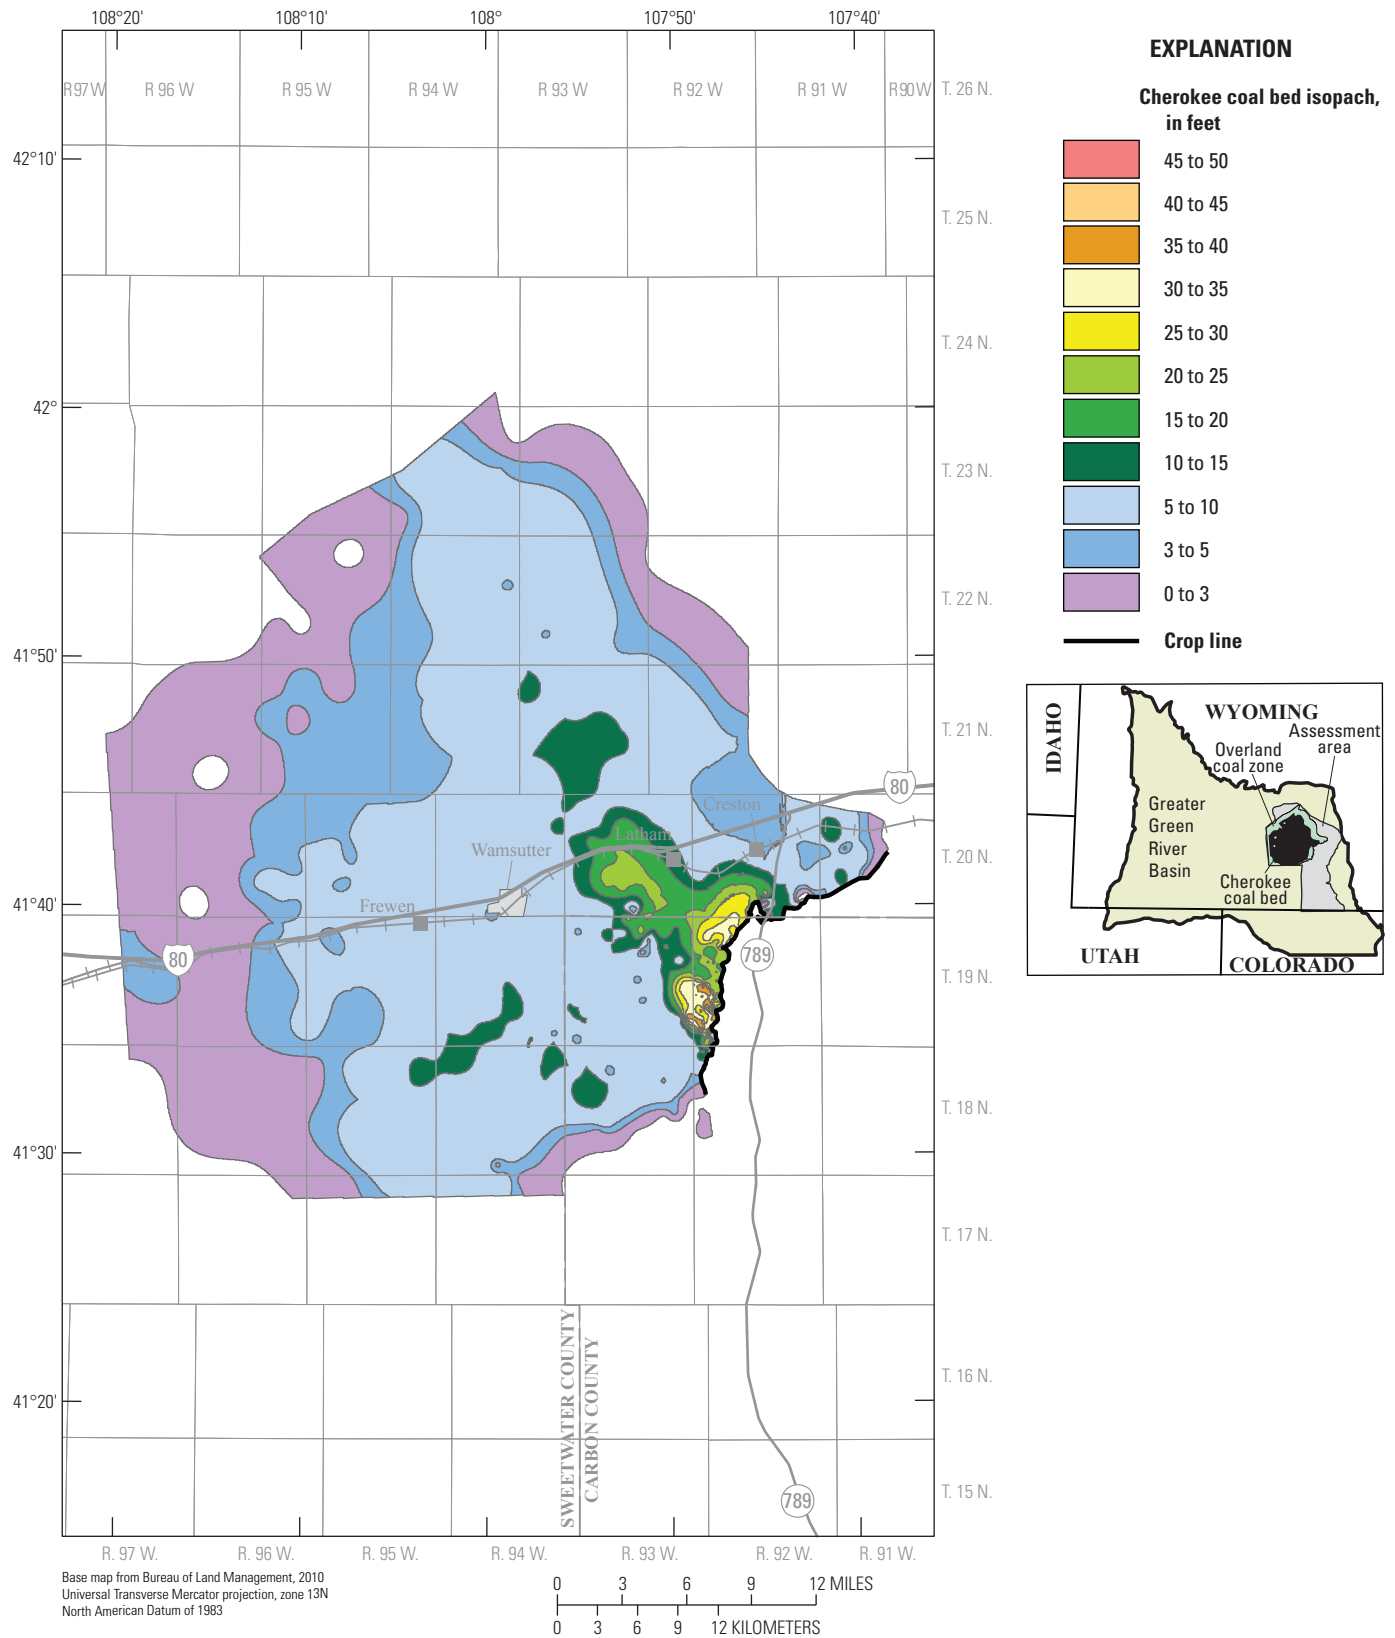 108°20'
108°10'
108°
107°50'
107°40'
R 97 W
R 96 W
R 95 W
R 94 W
R 93 W
R 92 W
R 91 W
R 90 W
T. 26 N.
42°10'
T. 25 N.
T. 24 N.
42°
T. 23 N.
T. 22 N.
41°50'
T. 21 N.
80
Creston
Latham
Wamsutter
T. 20 N.
41°40'
Frewen
80
789
T. 19 N.
T. 18 N.
41°30'
T. 17 N.
SWEETWATER COUNTY
CARBON COUNTY
T. 16 N.
41°20'
789
T. 15 N.
R. 97 W.
R. 96 W.
R. 95 W.
R. 94 W.
R. 93 W.
R. 92 W.
R. 91 W.
Base map from Bureau of Land Management, 2010
Universal Transverse Mercator projection, zone 13N
North American Datum of 1983
0 3 6 9 12 MILES
0 3 6 9 12 KILOMETERS
EXPLANATION
Cherokee coal bed isopach,
in feet
45 to 50
40 to 45
35 to 40
30 to 35
25 to 30
20 to 25
15 to 20
10 to 15
5 to 10
3 to 5
0 to 3
Crop line
IDAHO
WYOMING
Assessment
area
Overland
coal zone
Greater
Green
River
Basin
Cherokee
coal bed
UTAH
COLORADO